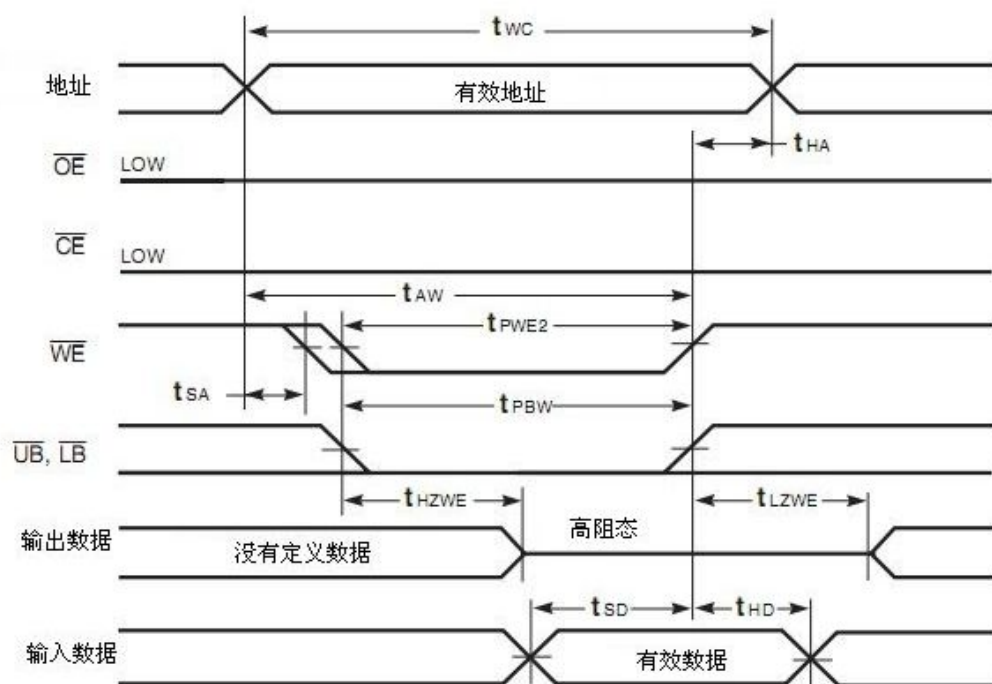 tWC
地址
有效地址
tHA
OE LOW
CE LOW
tAW
tPWE2
WE
tSA
tPBW
UB, LB
tHZWE
tLZWE
输出数据
没有定义数据
高阻态
tSD
tHD
输入数据
有效数据